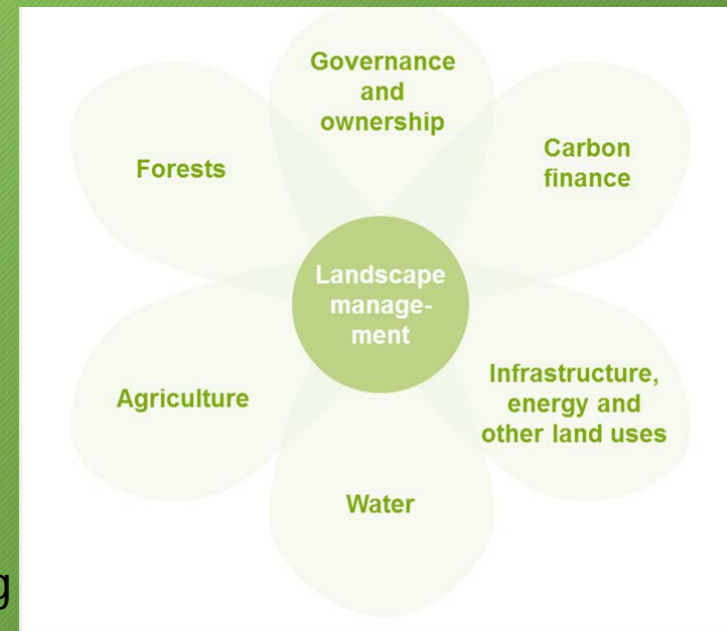 Governance
and
ownership
Forests
Carbon
finance
Landscape
manage-
ment
Agriculture
Infrastructure,
energy and
other land uses
Water
g